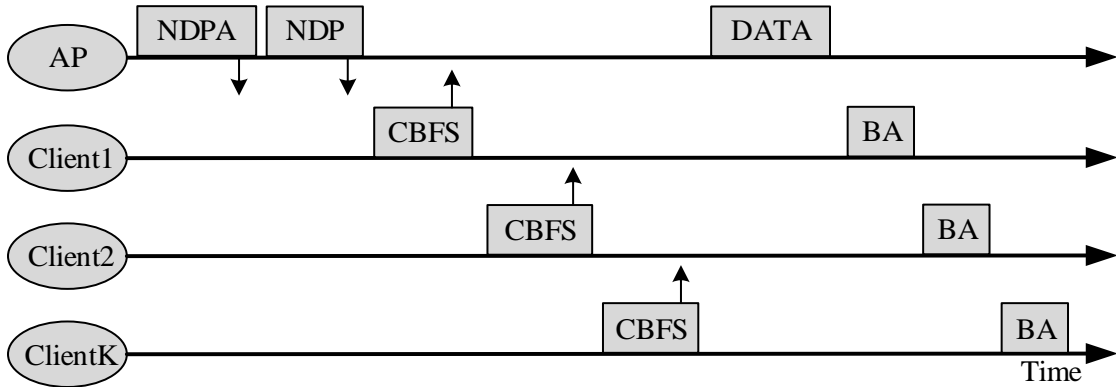 NDPA NDP DATA
AP
CBFS BA
Client1
CBFS BA
Client2
CBFS BA
ClientK
Time